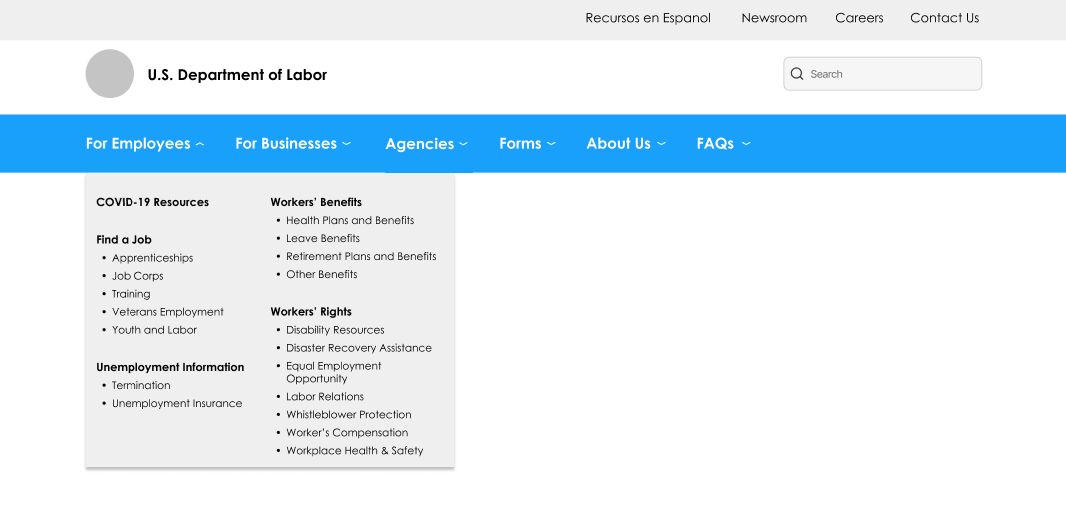 Recursos en Espanol Newsroom Careers Contact Us
U.S. Department of Labor
Search
For Employees For Businesses Agencies Forms About Us FAQs
COVID-19 Resources
Find a Job
• Apprenticeships
• Job Corps
• Training
• Veterans Employment
• Youth and Labor
Unemployment Information
• Termination
• Unemployment Insurance
Workers’ Benefits
• Health Plans and Benefits
• Leave Benefits
• Retirement Plans and Benefits
• Other Benefits
Workers’ Rights
• Disability Resources
• Disaster Recovery Assistance
• Equal Employment
Opportunity
• Labor Relations
• Whistleblower Protection
• Worker’s Compensation
• Workplace Health & Safety